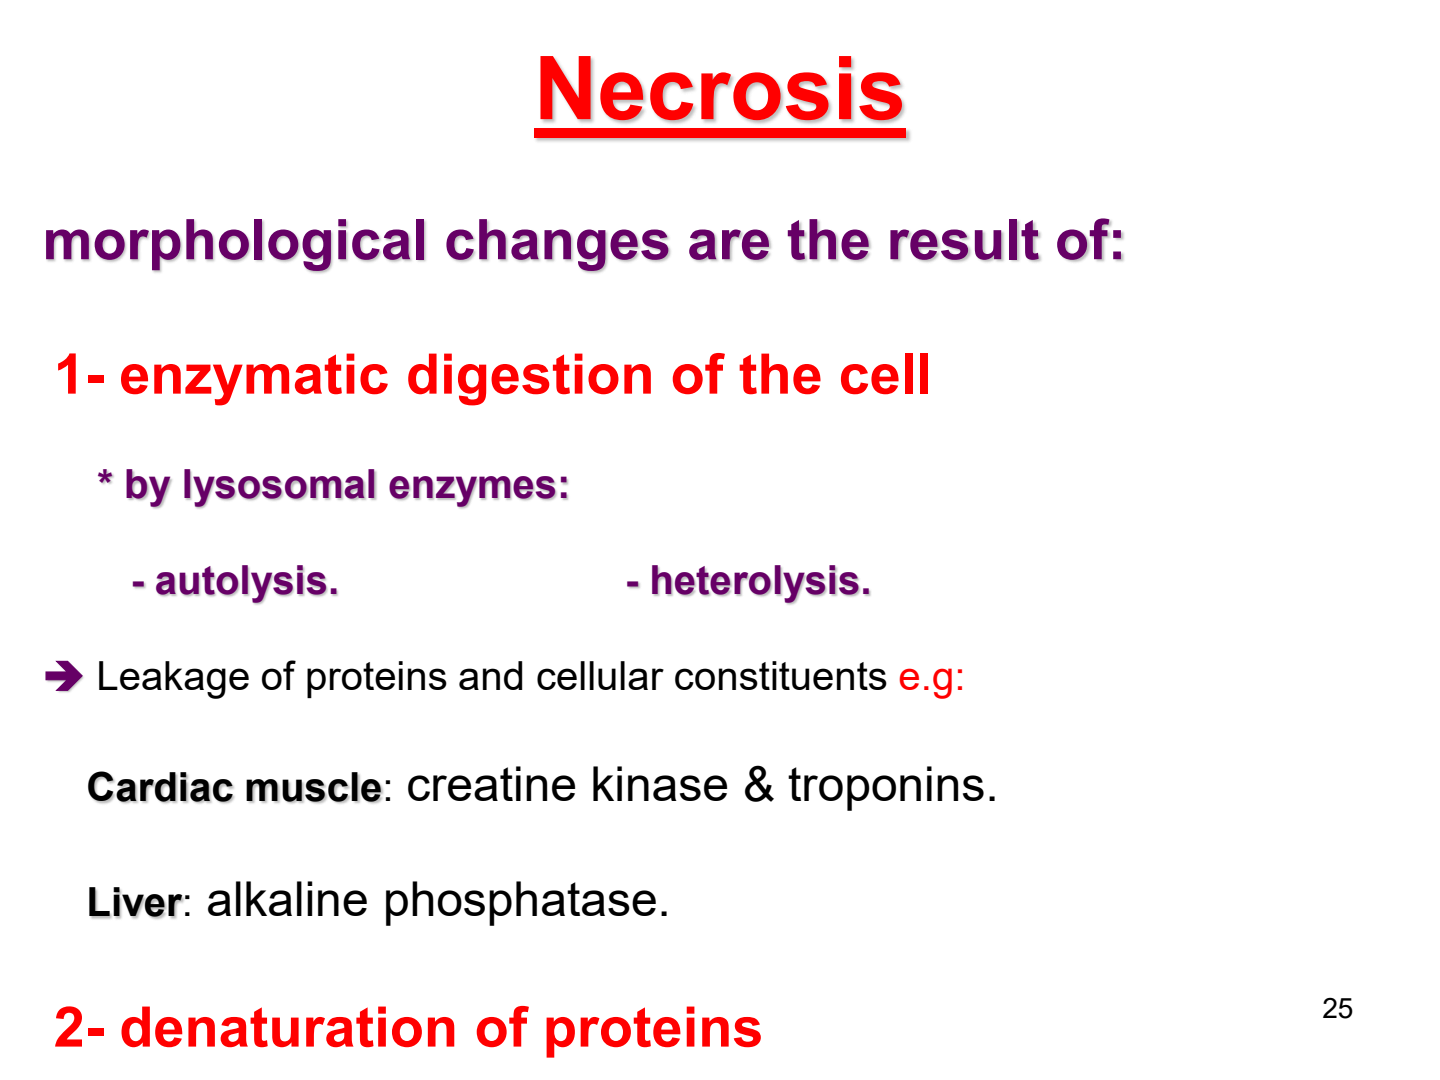 Necrosis
morphological changes are the result of:
1- enzymatic digestion of the cell
* by lysosomal enzymes:
- autolysis. - heterolysis.
➔ Leakage of proteins and cellular constituents e.g:
Cardiac muscle: creatine kinase & troponins.
Liver: alkaline phosphatase.
2- denaturation of proteins
25